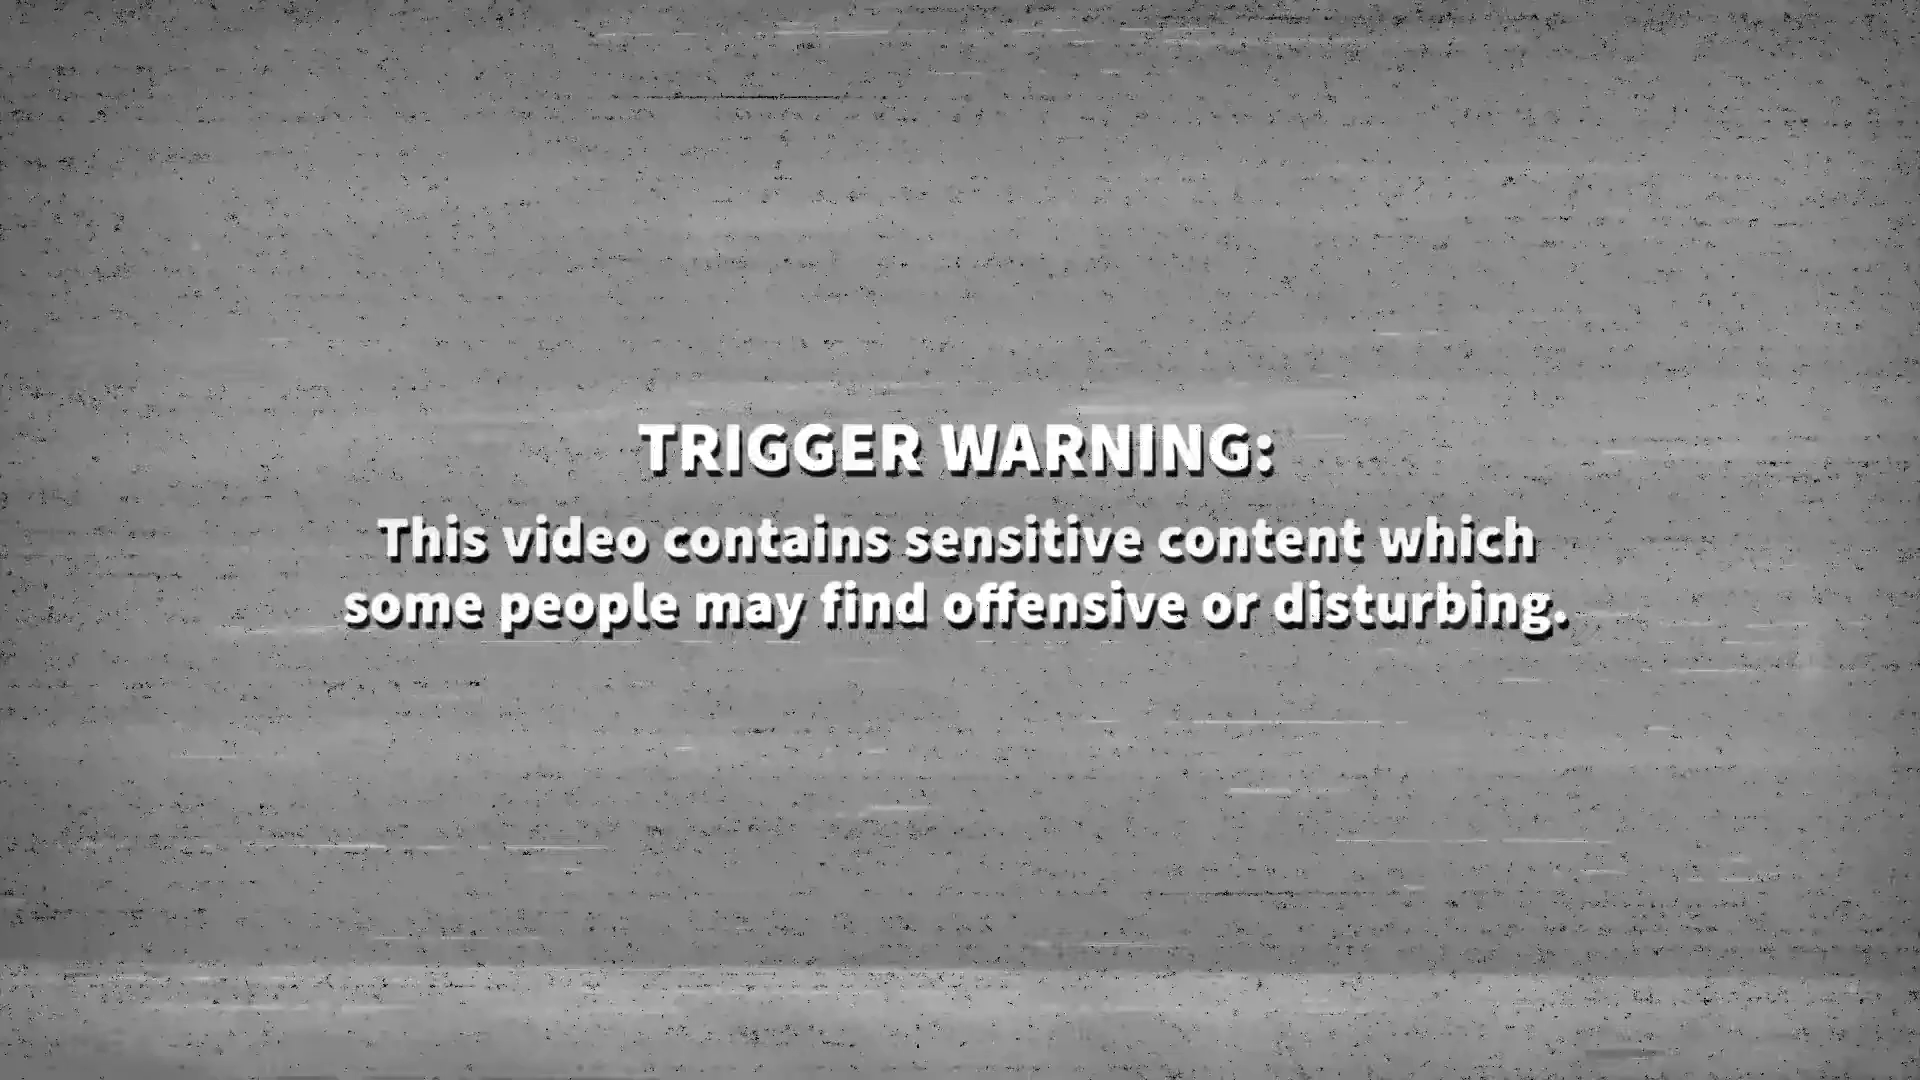 TRIGGER WARNING:
This video contains sensitive content which
some people may find offensive or disturbing.